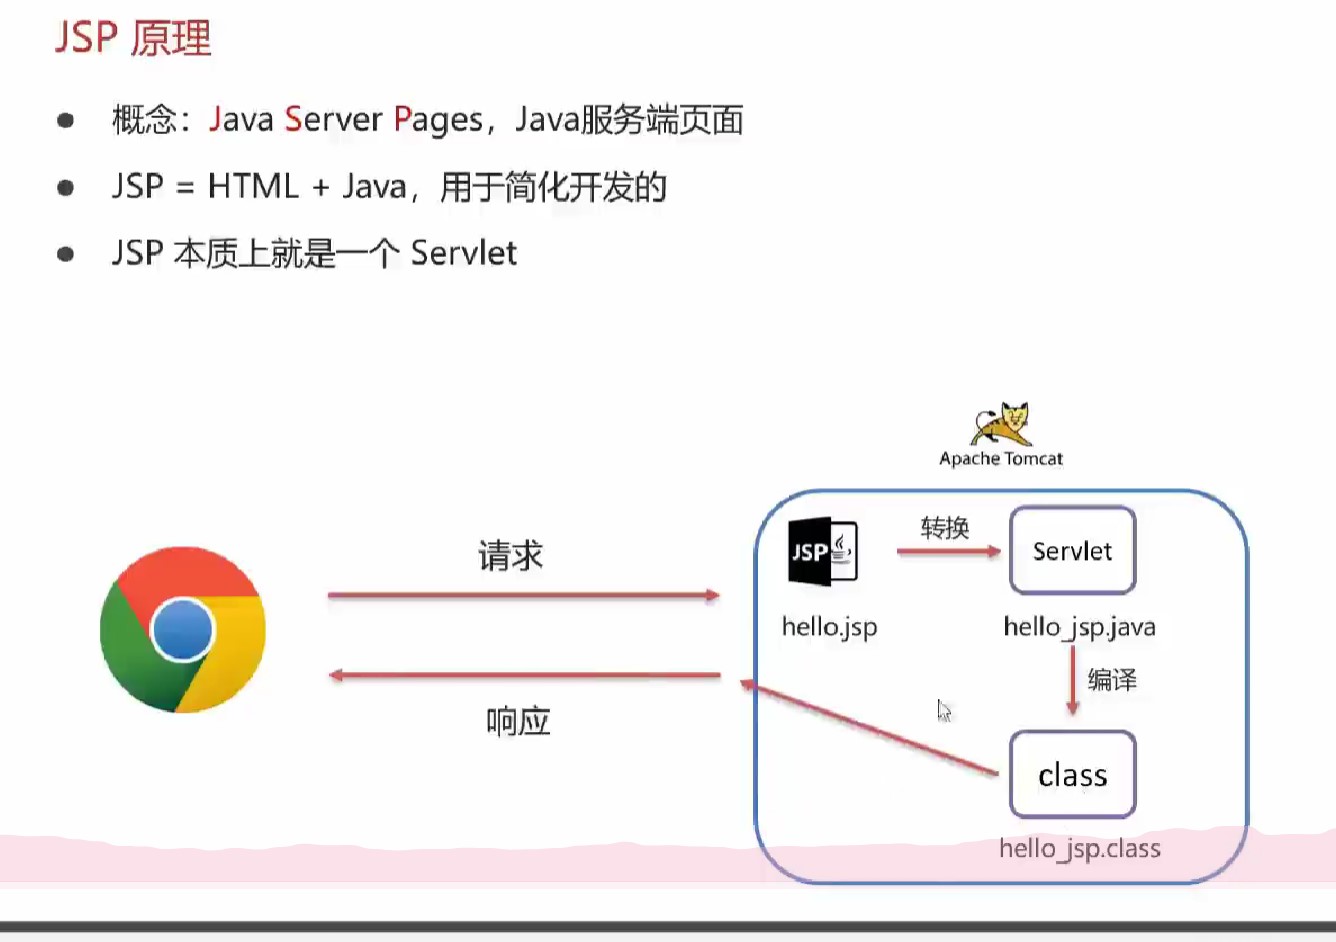 JSP 原理
概念：Java Server Pages，Java服务端页面
JSP = HTML + Java，用于简化开发的
JSP 本质上就是一个 Servlet
Apache Tomcat
请求
JSP
转换
Servlet
hello.jsp
hello_jsp.java
编译
响应
class
hello_jsp.class